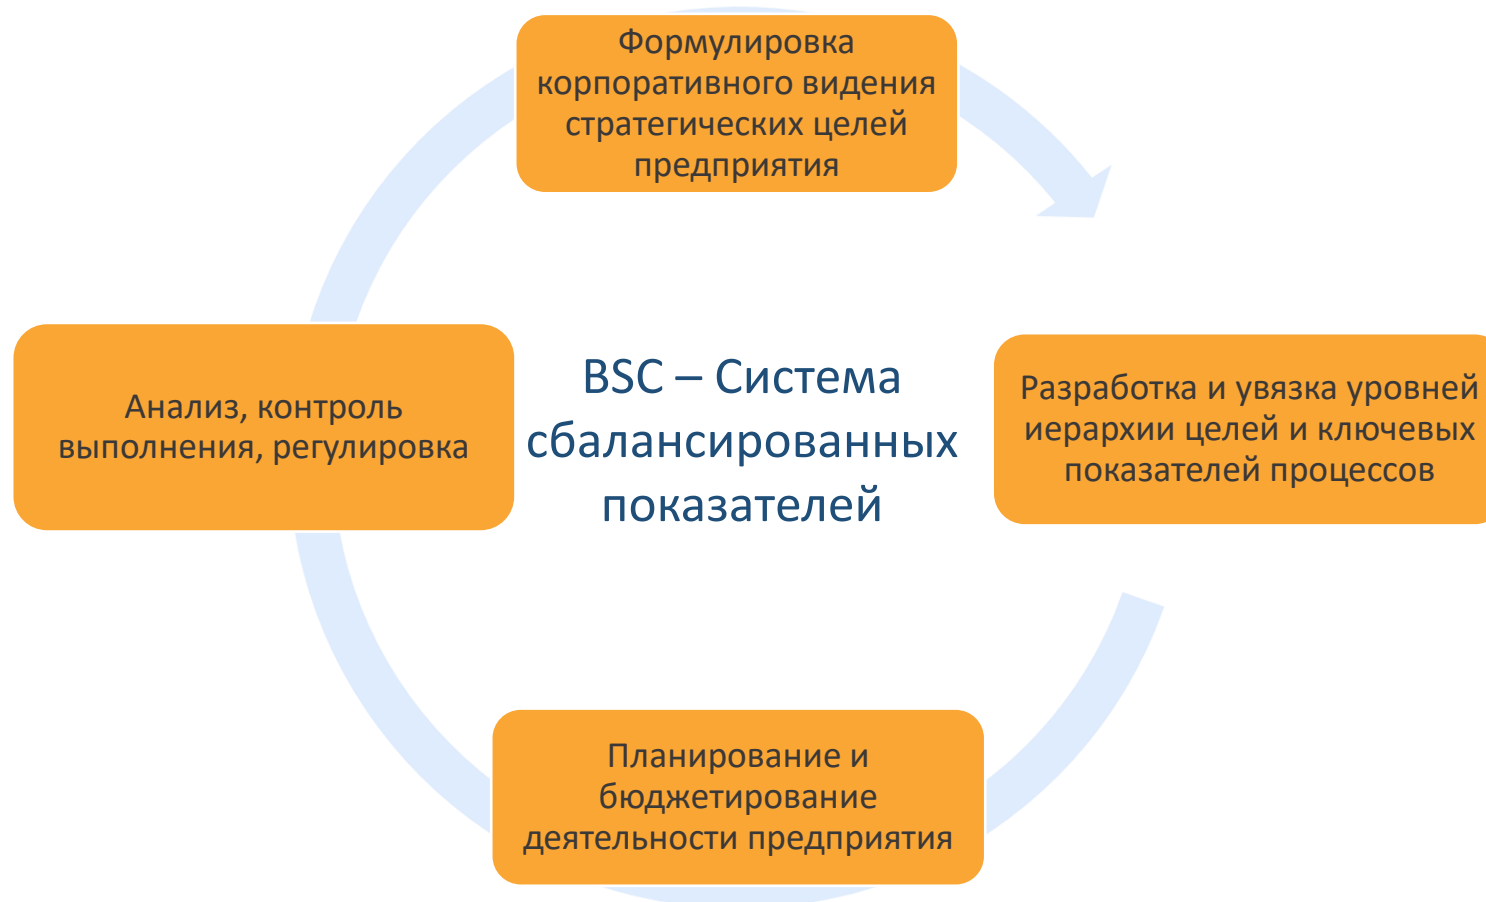 Формулировка
корпоративного видения
стратегических целей
предприятия
Анализ, контроль
выполнения, регулировка
BSC – Система
сбалансированных
показателей
Разработка и увязка уровней
иерархии целей и ключевых
показателей процессов
Планирование и
бюджетирование
деятельности предприятия